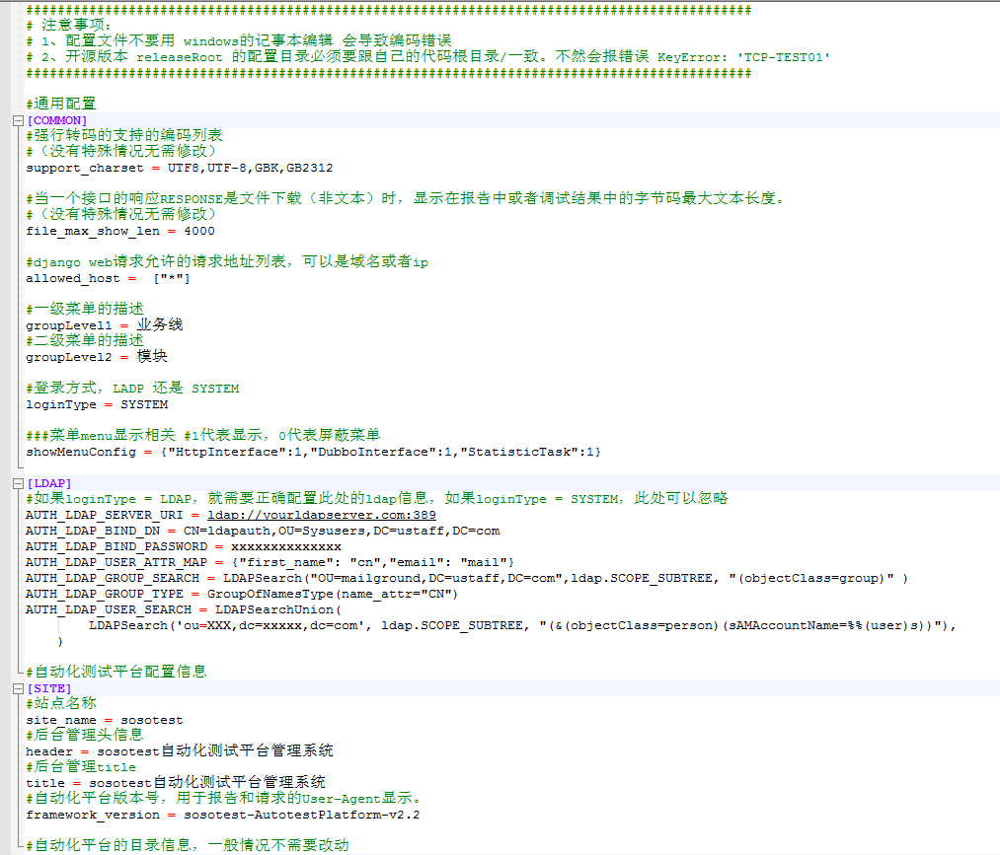 ############################################################################################
# 注意事项:
# 1、配置文件不要用 windows的记事本编辑 会导致编码错误
# 2、开源版本 releaseRoot 的配置目录必须要跟自己的代码根目录/一致。不然会报错误 KeyError: 'TCP-TEST01'
############################################################################################
#通用配置
[COMMON]
#强行转码的支持的编码列表
#（没有特殊情况无需修改）
support_charset = UTF8,UTF-8,GBK,GB2312
#当一个接口的响应RESPONSE是文件下载（非文本）时，显示在报告中或者调试结果中的字节码最大文本长度。
#（没有特殊情况无需修改）
file_max_show_len = 4000
#django web请求允许的请求地址列表，可以是域名或者ip
allowed_host =  ["*"]
#一级菜单的描述
groupLevel1 = 业务线
#二级菜单的描述
groupLevel2 = 模块
#登录方式，LADP 还是 SYSTEM
loginType = SYSTEM
###菜单menu显示相关 #1代表显示，0代表屏蔽菜单
showMenuConfig = {"HttpInterface":1,"DubboInterface":1,"StatisticTask":1}
[LDAP]
#如果loginType = LDAP，就需要正确配置此处的ldap信息，如果loginType = SYSTEM，此处可以忽略
AUTH_LDAP_SERVER_URI = ldap://yourldapserver.com:389
AUTH_LDAP_BIND_DN = CN=ldapauth,OU=Sysusers,DC=ustaff,DC=com
AUTH_LDAP_BIND_PASSWORD = xxxxxxxxxxxxxx
AUTH_LDAP_USER_ATTR_MAP = {"first_name": "cn","email": "mail"}
AUTH_LDAP_GROUP_SEARCH = LDAPSearch("OU=mailground,DC=ustaff,DC=com",ldap.SCOPE_SUBTREE, "(objectClass=group)" )
AUTH_LDAP_GROUP_TYPE = GroupOfNamesType(name_attr="CN")
AUTH_LDAP_USER_SEARCH = LDAPSearchUnion(
LDAPSearch('ou=XXX,dc=xxxxx,dc=com', ldap.SCOPE_SUBTREE, "(&(objectClass=person)(sAMAccountName=%%(user)s))"),
)
#自动化测试平台配置信息
[SITE]
#站点名称
site_name = sosotest
#后台管理头信息
header = sosotest自动化测试平台管理系统
#后台管理title
title = sosotest自动化测试平台管理系统
#自动化平台版本号，用于报告和请求的User-Agent显示。
framework_version = sosotest-AutotestPlatform-v2.2
#自动化平台的目录信息，一般情况不需要改动